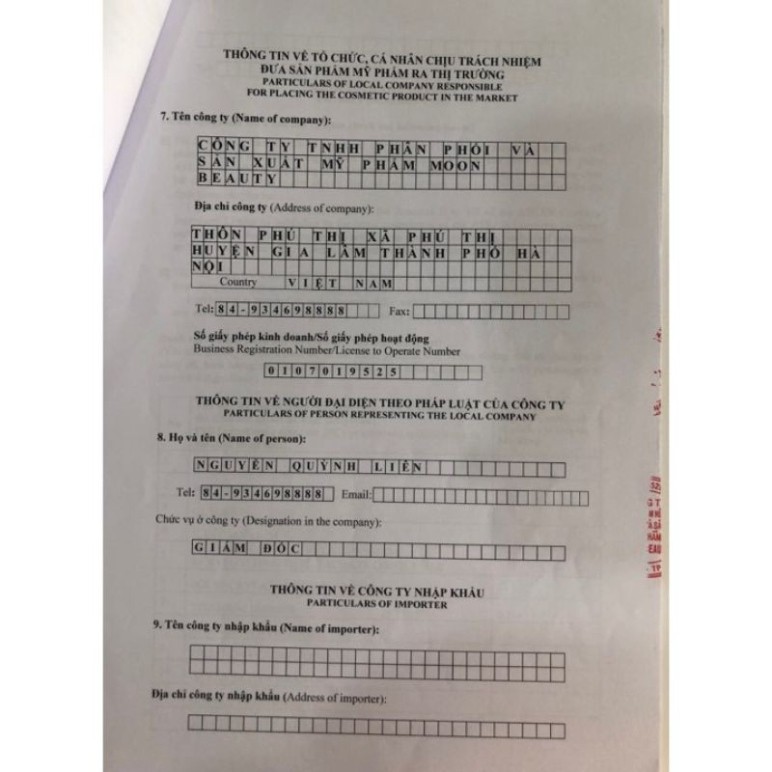 THÔNG TIN VỀ TỔ CHỨC, CÁ NHÂN CHỊU TRÁCH NHIỆM
ĐƯA SẢN PHẨM MỸ PHẨM RA THỊ TRƯỜNG
PARTICULARS OF LOCAL COMPANY RESPONSIBLE
FOR PLACING THE COSMETIC PRODUCT IN THE MARKET
7. Tên công ty (Name of company):
CÔNG TY TNHH PHÂN PHỐI VÀ
SẢN XUẤT MỸ PHẨM MOON
BEAUTY
Địa chỉ công ty (Address of company):
THÔN PHÚ THỊ XÃ PHÚ THỊ
HUYỆN GIA LÂM THÀNH PHỐ HÀ
NỘI
Country VIỆT NAM
Tel: 84-934698888 Fax:
Số giấy phép kinh doanh/Số giấy phép hoạt động
Business Registration Number/License to Operate Number
0107019525
THÔNG TIN VỀ NGƯỜI ĐẠI DIỆN THEO PHÁP LUẬT CỦA CÔNG TY
PARTICULARS OF PERSON REPRESENTING THE LOCAL COMPANY
8. Họ và tên (Name of person):
NGUYỄN QUỲNH LIÊN
Tel: 84-934698888 Email:
Chức vụ ở công ty (Designation in the company):
GIÁM ĐỐC
THÔNG TIN VỀ CÔNG TY NHẬP KHẨU
PARTICULARS OF IMPORTER
9. Tên công ty nhập khẩu (Name of importer):
Địa chỉ công ty nhập khẩu (Address of importer):